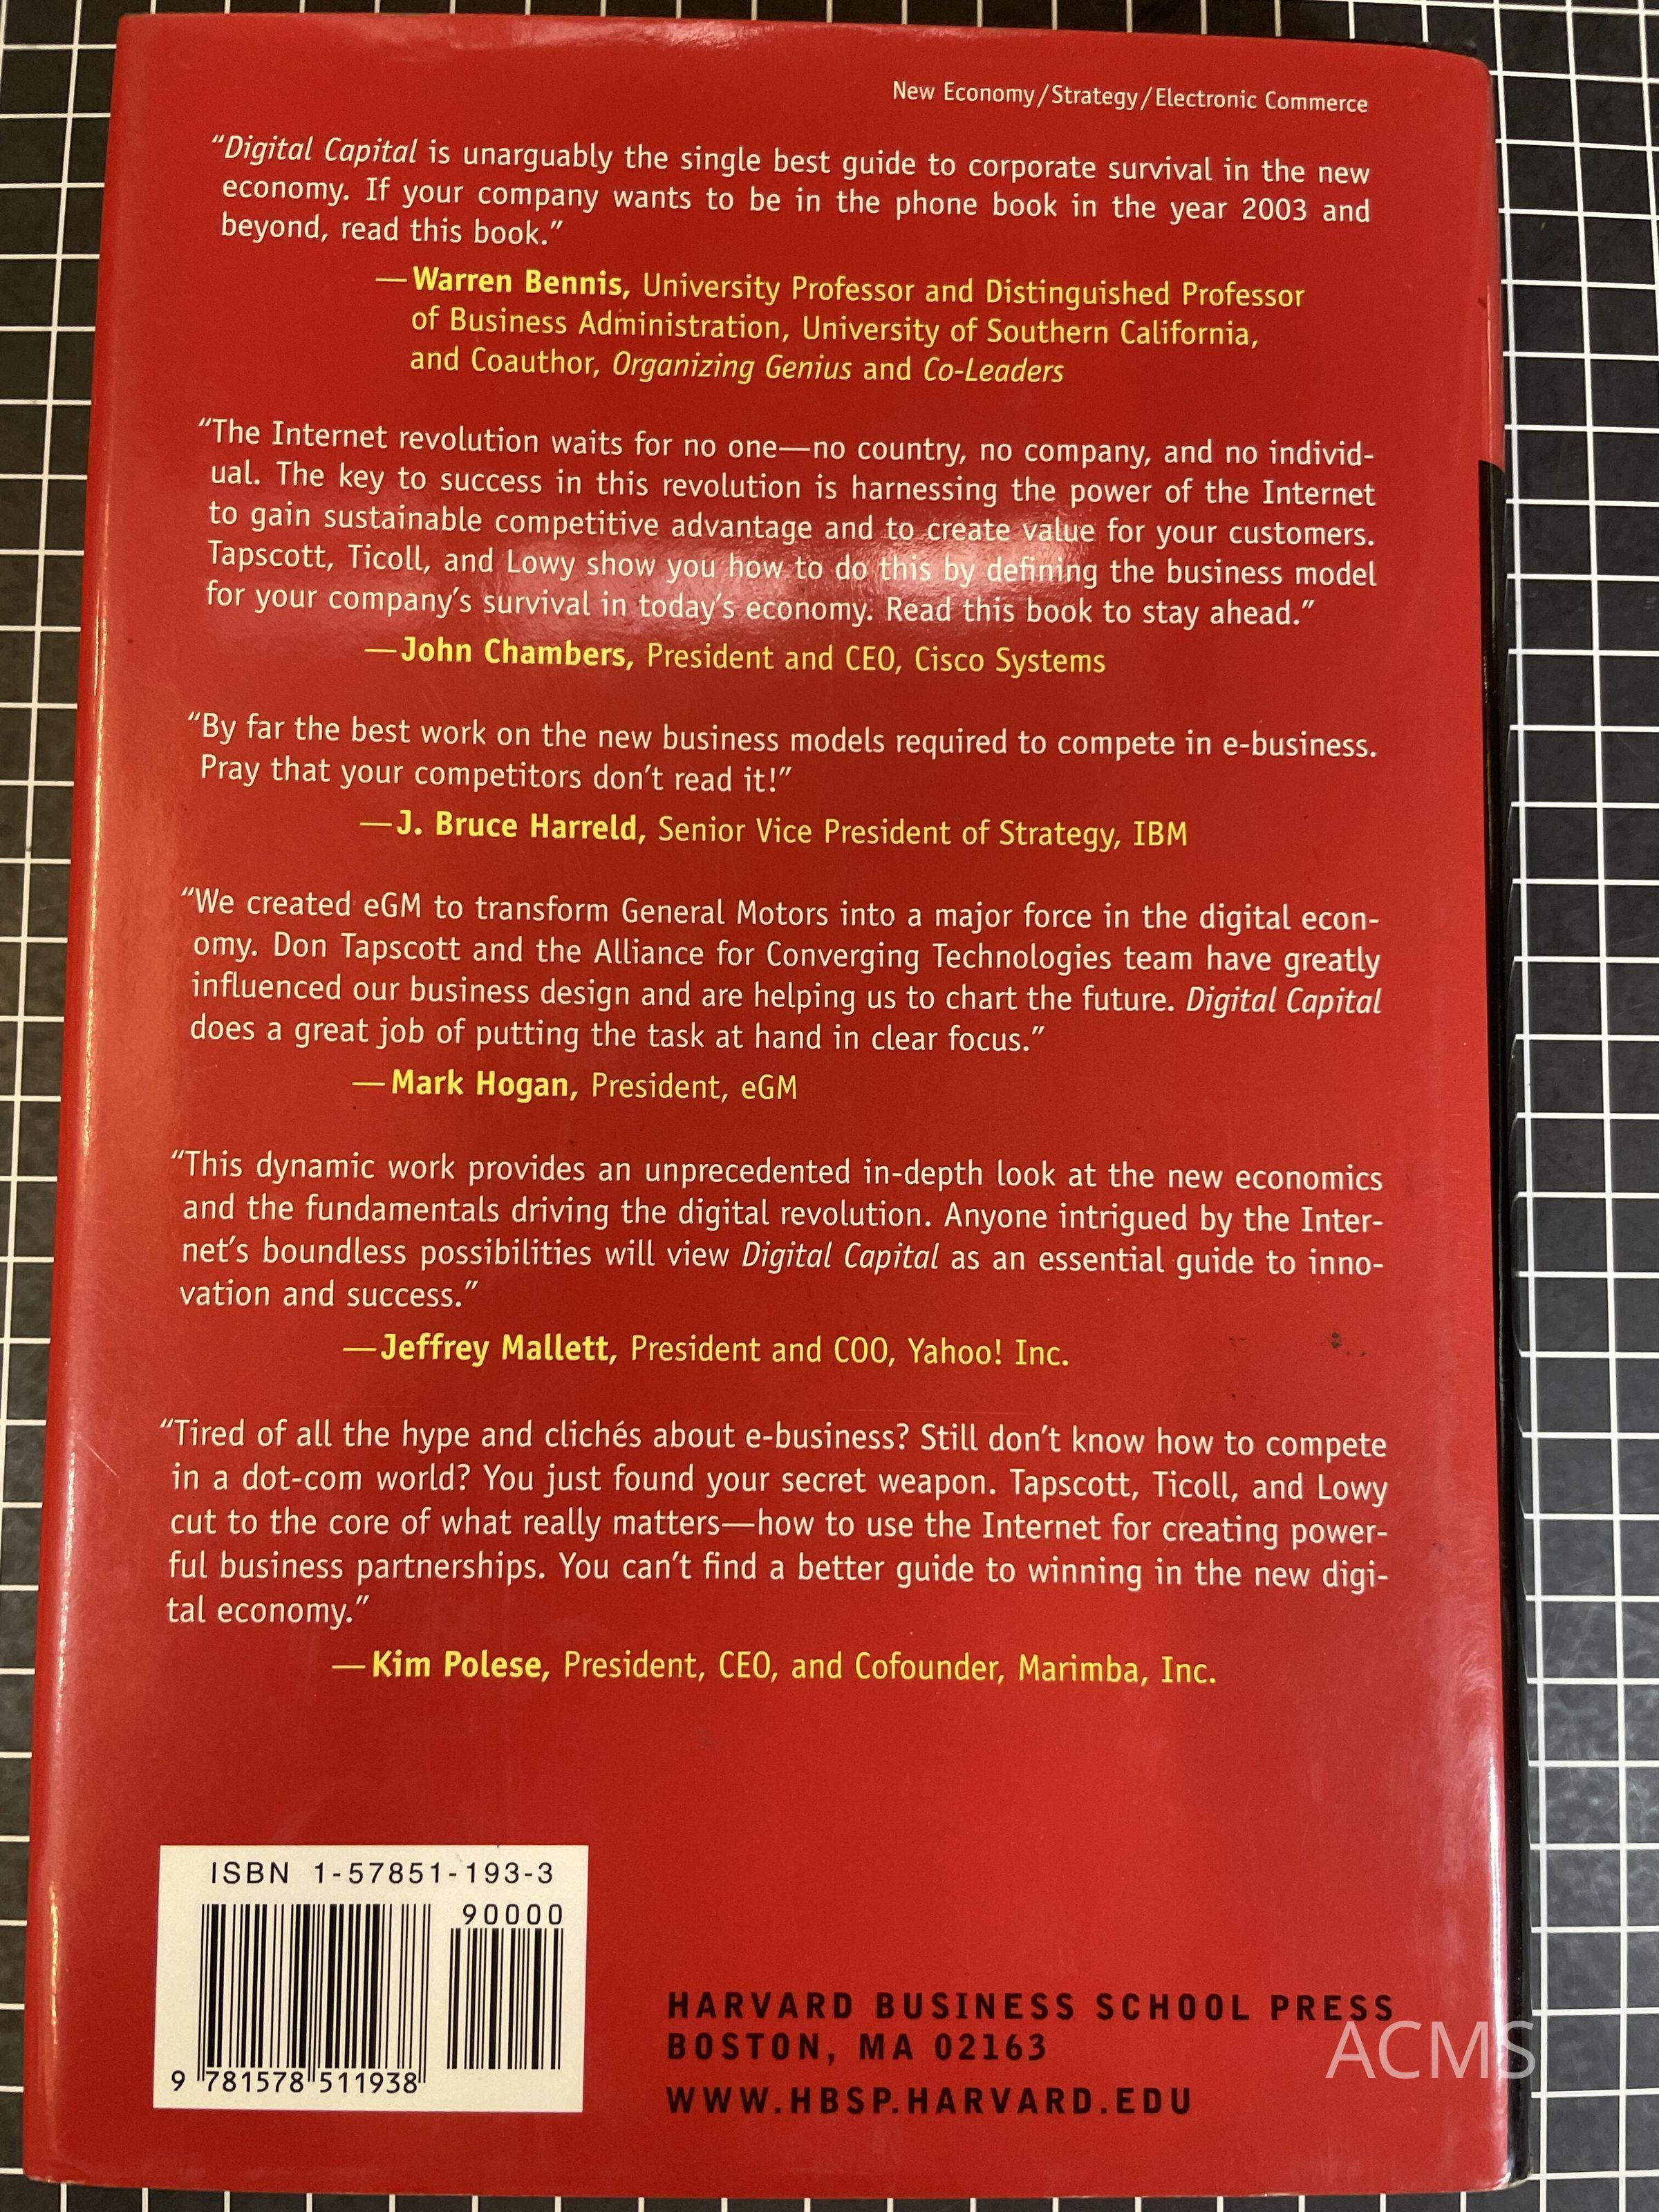 New Economy/Strategy/Electronic Commerce
“Digital Capital is unarguably the single best guide to corporate survival in the new
economy. If your company wants to be in the phone book in the year 2003 and
beyond, read this book.”
—Warren Bennis, University Professor and Distinguished Professor
of Business Administration, University of Southern California,
and Coauthor, Organizing Genius and Co-Leaders
“The Internet revolution waits for no one—no country, no company, and no individ-
ual. The key to success in this revolution is harnessing the power of the Internet
to gain sustainable competitive advantage and to create value for your customers.
Tapscott, Ticoll, and Lowy show you how to do this by defining the business model
for your company’s survival in today’s economy. Read this book to stay ahead.”
—John Chambers, President and CEO, Cisco Systems
“By far the best work on the new business models required to compete in e-business.
Pray that your competitors don’t read it!”
—J. Bruce Harreld, Senior Vice President of Strategy, IBM
“We created eGM to transform General Motors into a major force in the digital econ-
omy. Don Tapscott and the Alliance for Converging Technologies team have greatly
influenced our business design and are helping us to chart the future. Digital Capital
does a great job of putting the task at hand in clear focus.”
—Mark Hogan, President, eGM
“This dynamic work provides an unprecedented in-depth look at the new economics
and the fundamentals driving the digital revolution. Anyone intrigued by the Inter-
net’s boundless possibilities will view Digital Capital as an essential guide to inno-
vation and success.”
—Jeffrey Mallett, President and COO, Yahoo! Inc.
“Tired of all the hype and clichés about e-business? Still don’t know how to compete
in a dot-com world? You just found your secret weapon. Tapscott, Ticoll, and Lowy
cut to the core of what really matters—how to use the Internet for creating power-
ful business partnerships. You can’t find a better guide to winning in the new digi-
tal economy.”
—Kim Polese, President, CEO, and Cofounder, Marimba, Inc.
ISBN 1-57851-193-3
90000
9 781578 511938
HARVARD BUSINESS SCHOOL PRESS
BOSTON, MA 02163
WWW.HBSP.HARVARD.EDU
ACMS